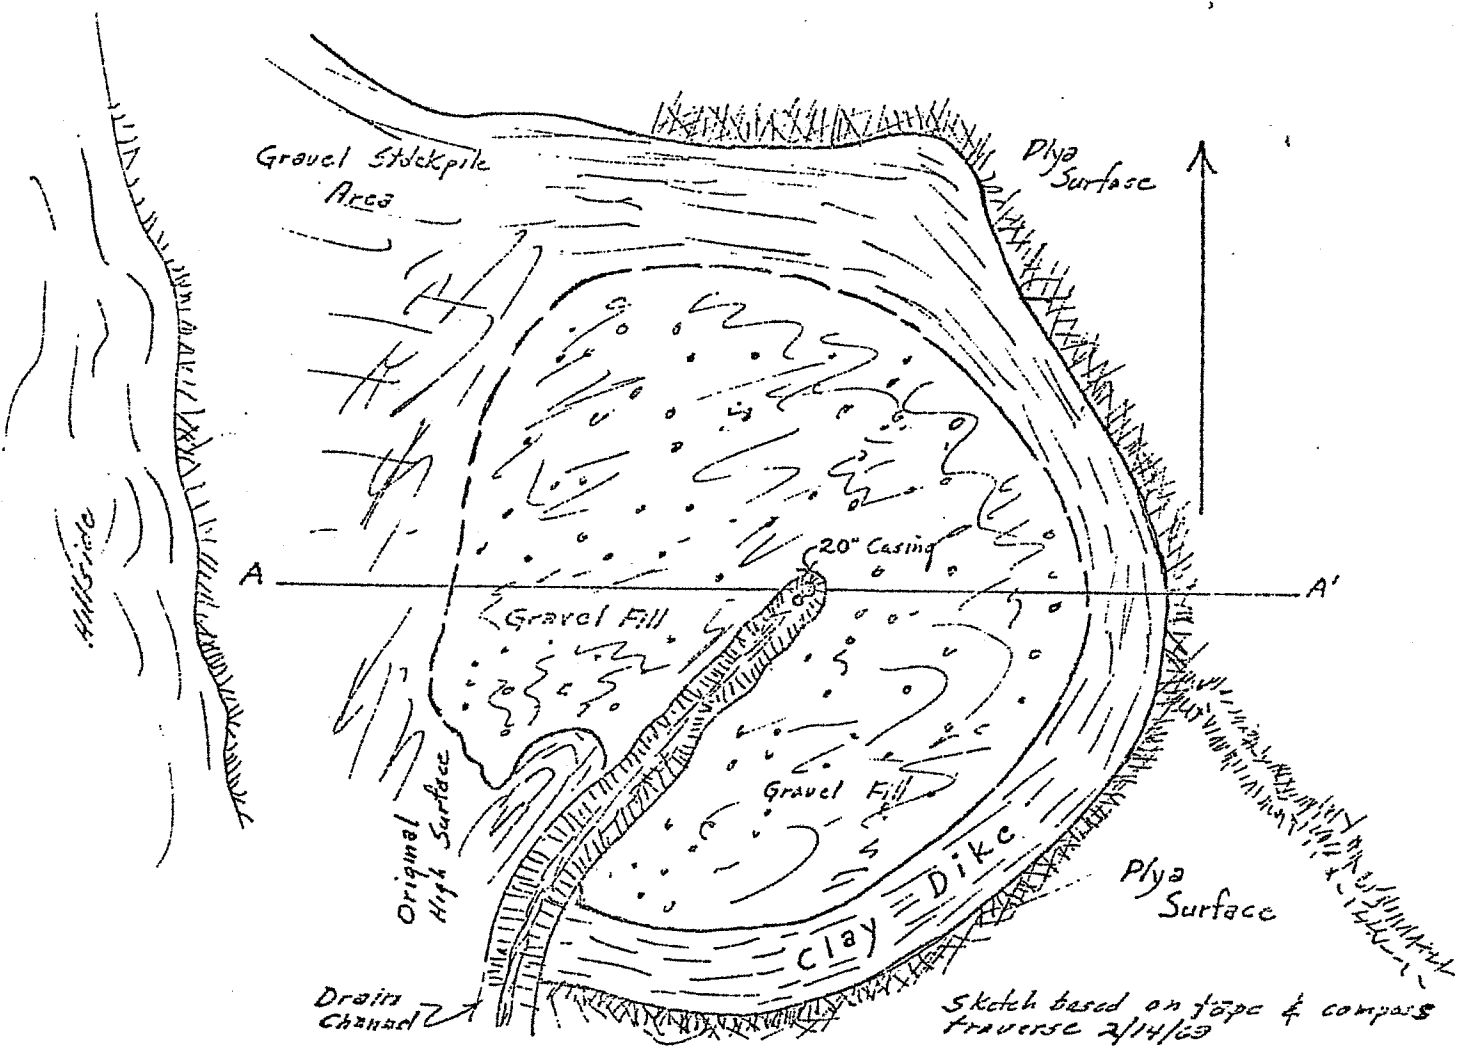 Gravel Stockpile
Area
Plya
Surface
Hillside
A
20" Casing
A'
Gravel Fill
Original
High Surface
Gravel Fill
Clay Dike
Plya
Surface
Drain
Channel
Sketch based on tape & compass
traverse 2/14/